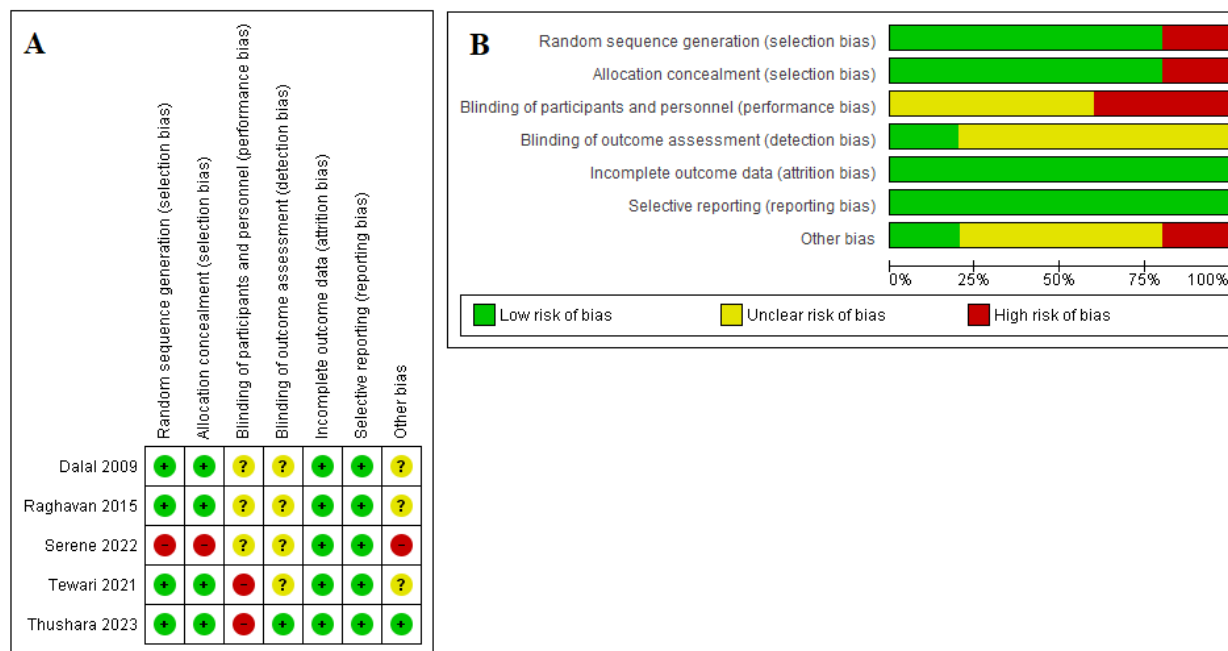 A
Random sequence generation (selection bias)
Allocation concealment (selection bias)
Blinding of participants and personnel (performance bias)
Blinding of outcome assessment (detection bias)
Incomplete outcome data (attrition bias)
Selective reporting (reporting bias)
Other bias
Dalal 2009 + + ? ? + + ?
Raghavan 2015 + + ? ? + + ?
Serene 2022 - - ? ? + + -
Tewari 2021 + + - ? + + ?
Thushara 2023 + + - + + + +
B
Random sequence generation (selection bias)
Allocation concealment (selection bias)
Blinding of participants and personnel (performance bias)
Blinding of outcome assessment (detection bias)
Incomplete outcome data (attrition bias)
Selective reporting (reporting bias)
Other bias
0% 25% 50% 75% 100%
Low risk of bias Unclear risk of bias High risk of bias